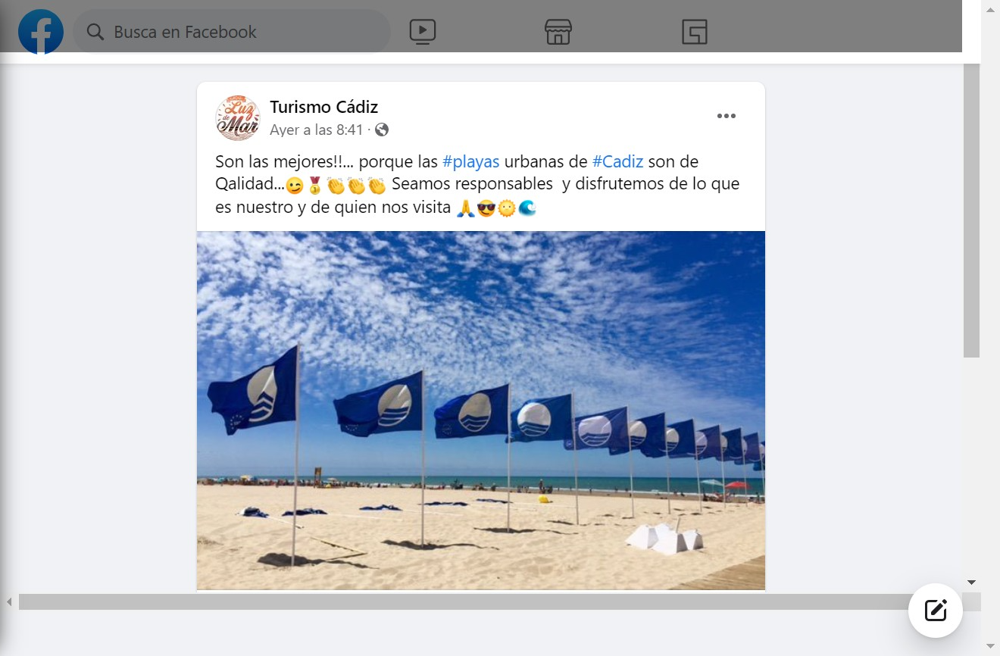 Busca en Facebook
Luz
de
Mar
Turismo Cádiz
Ayer a las 8:41 ·
Son las mejores!!... porque las #playas urbanas de #Cadiz son de
Qalidad...😉🏅👏👏👏 Seamos responsables y disfrutemos de lo que
es nuestro y de quien nos visita 🙏😎🌞🌊